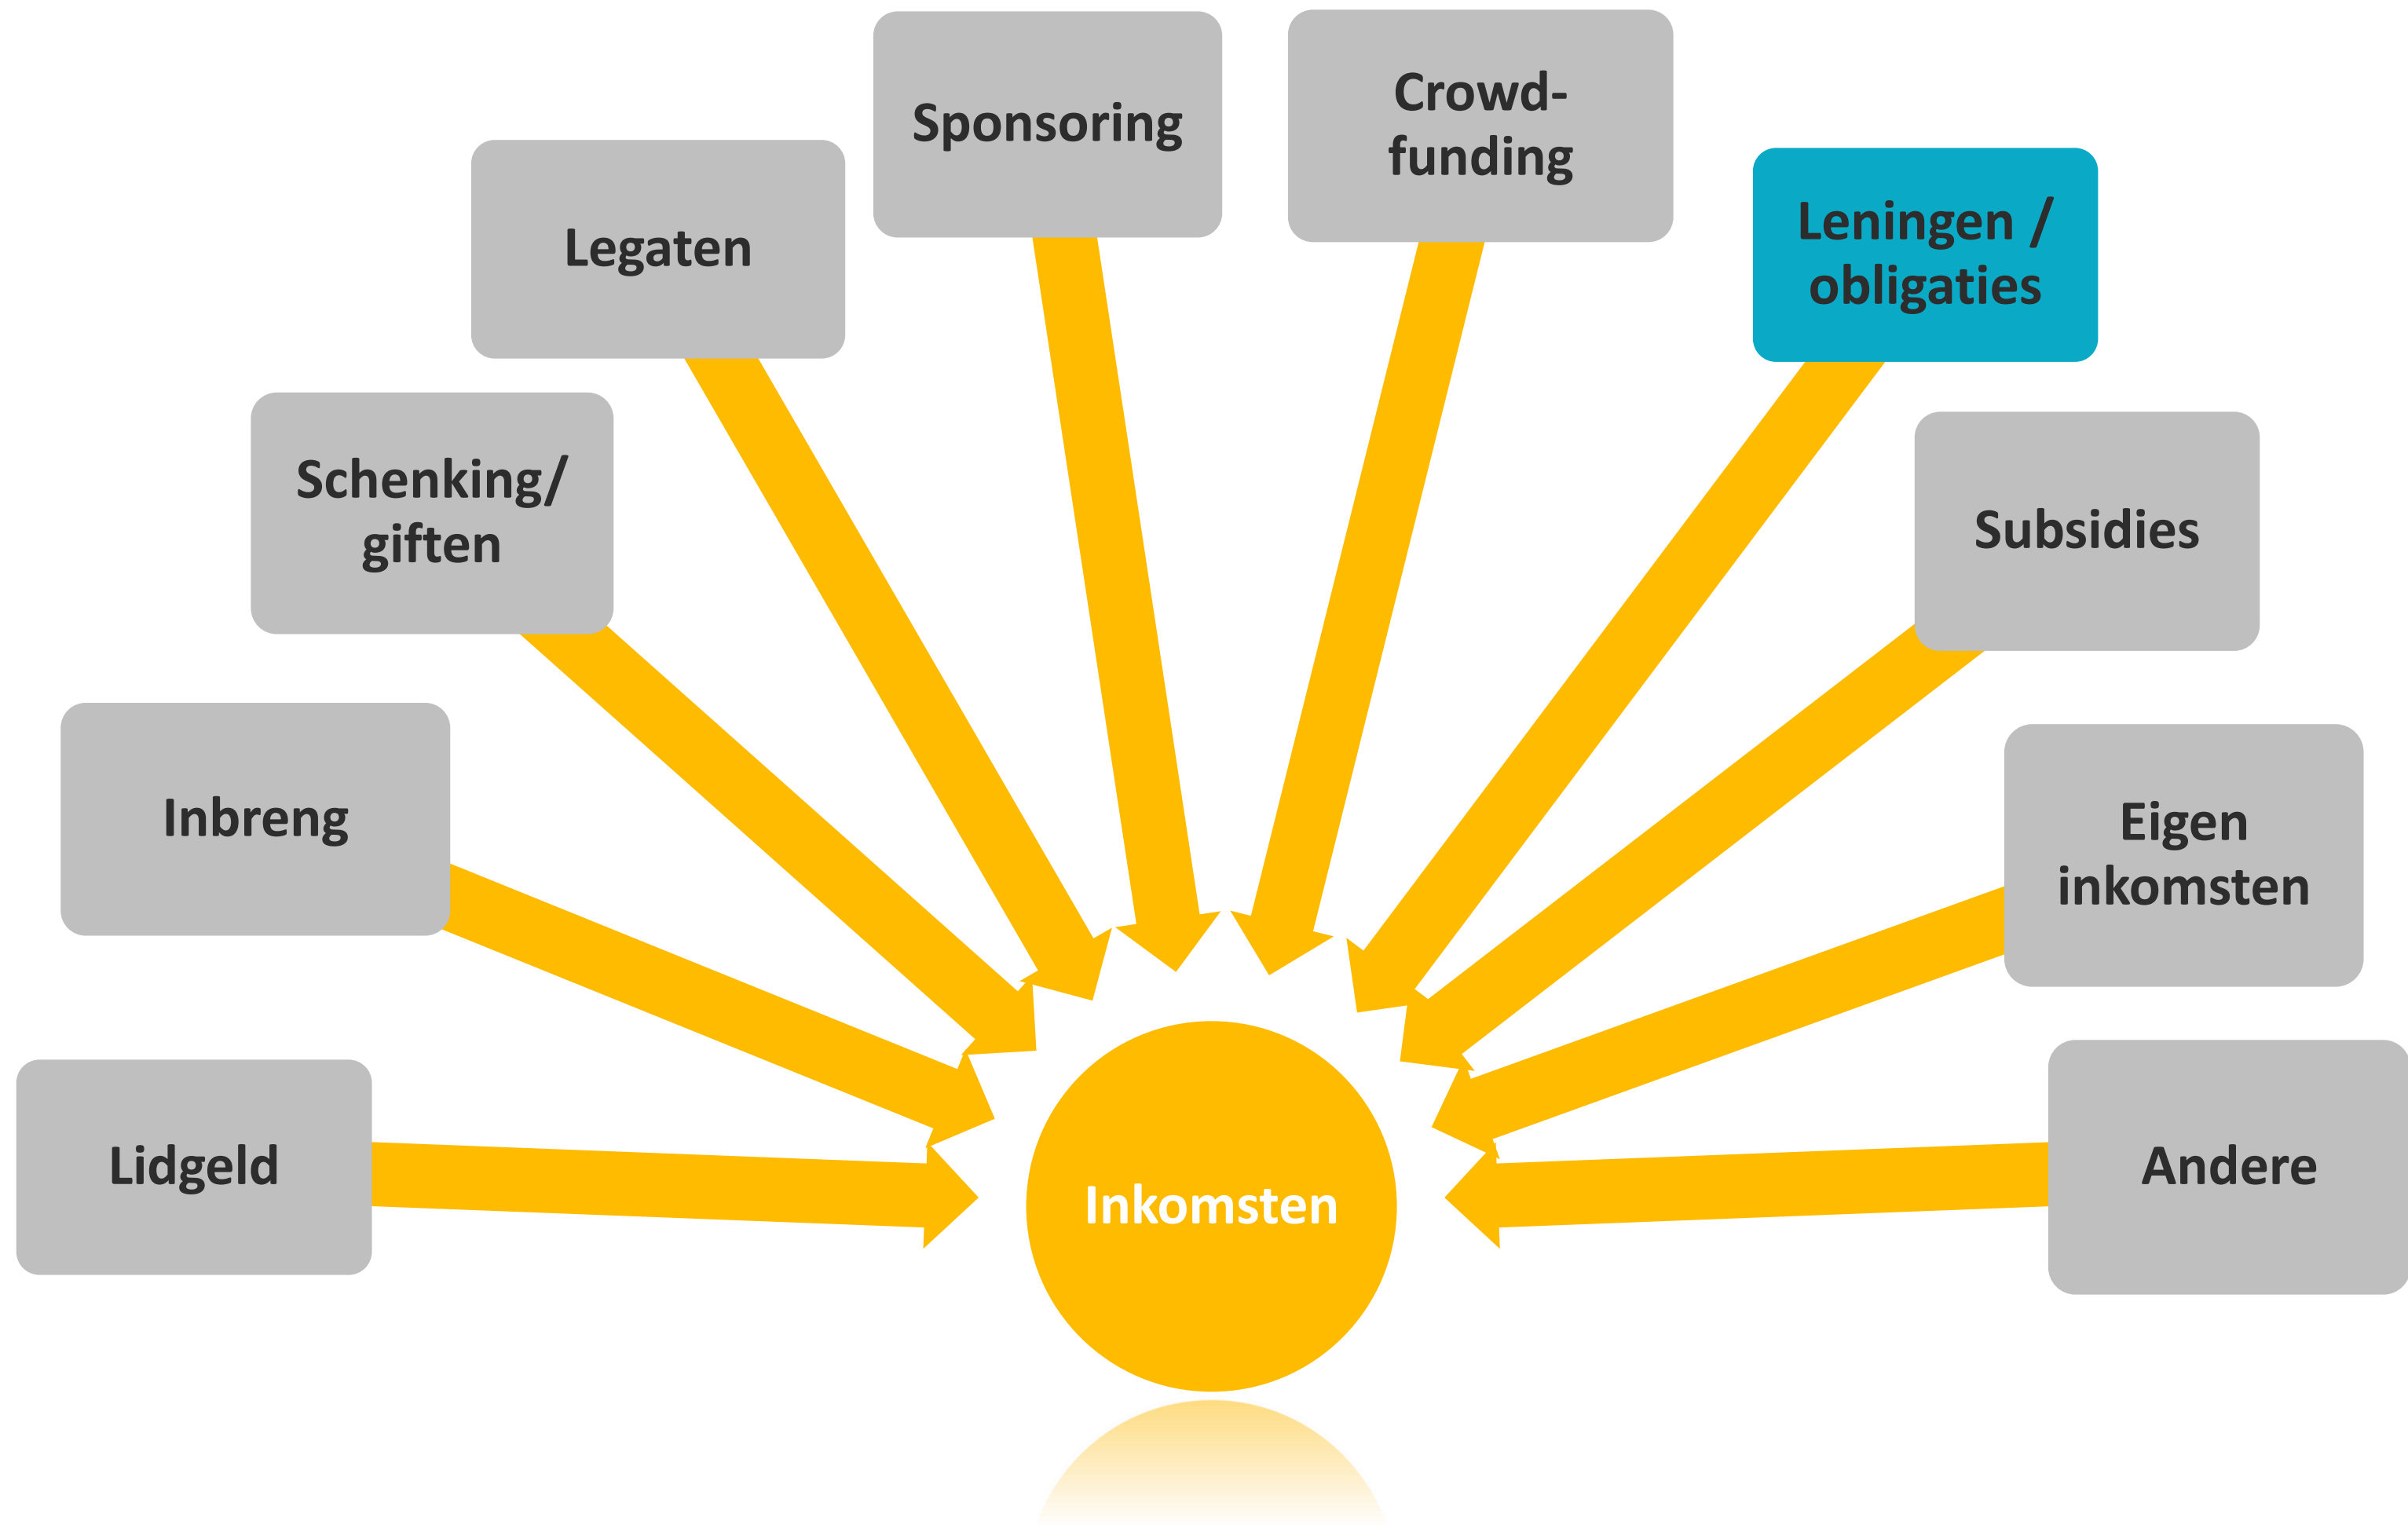 Sponsoring
Crowd-
funding
Legaten
Leningen /
obligaties
Schenking/
giften
Subsidies
Inbreng
Eigen
inkomsten
Lidgeld
Andere
Inkomsten